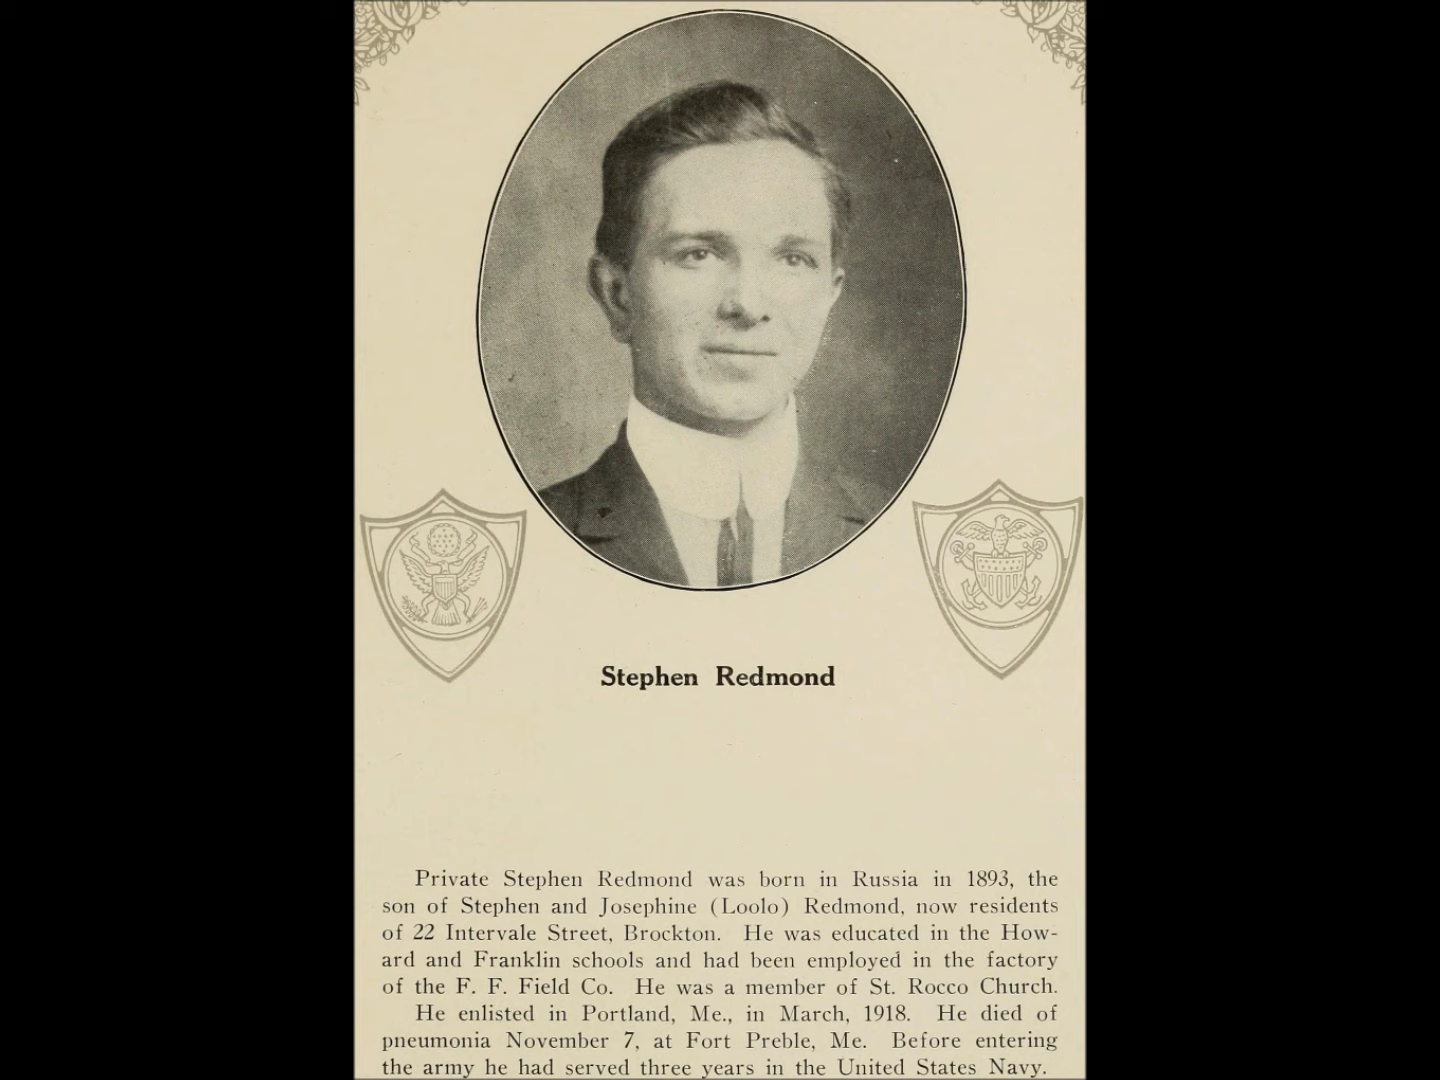 Stephen Redmond
Private Stephen Redmond was born in Russia in 1893, the
son of Stephen and Josephine (Loolo) Redmond, now residents
of 22 Intervale Street, Brockton. He was educated in the How-
ard and Franklin schools and had been employed in the factory
of the F. F. Field Co. He was a member of St. Rocco Church.
He enlisted in Portland, Me., in March, 1918. He died of
pneumonia November 7, at Fort Preble, Me. Before entering
the army he had served three years in the United States Navy.